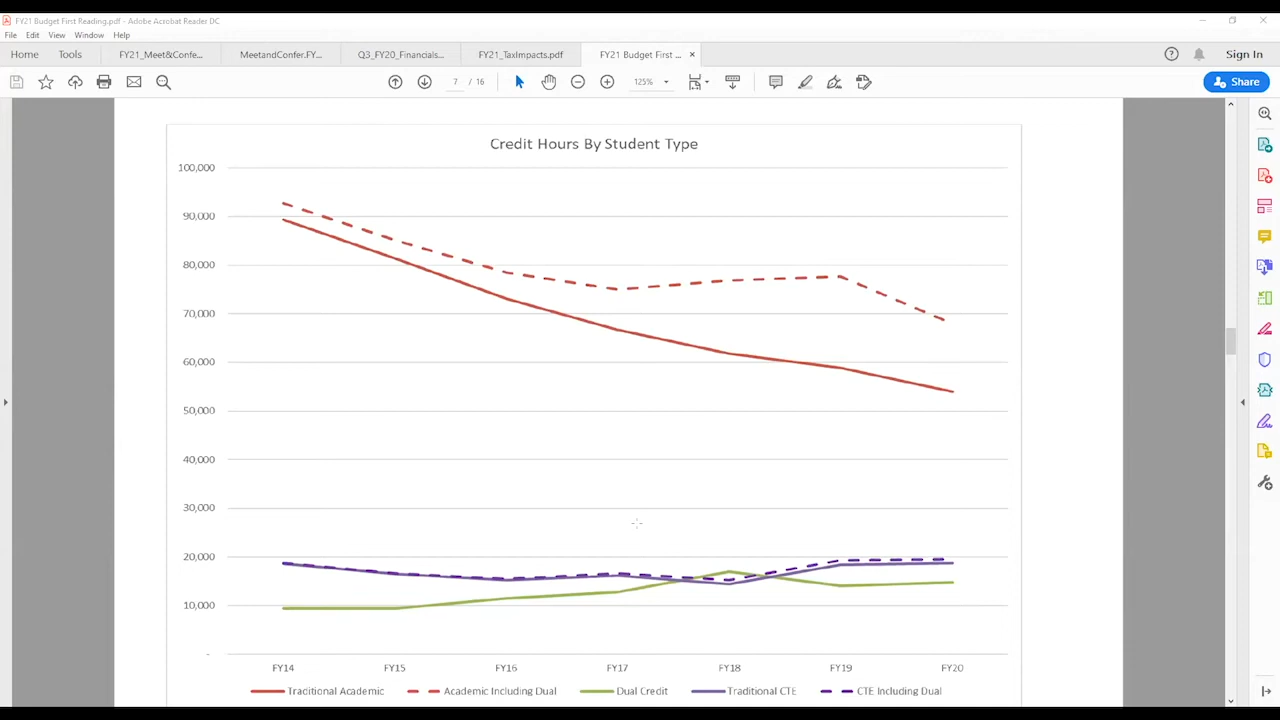 FY21 Budget First Reading.pdf - Adobe Acrobat Reader DC
File Edit View Window Help
Home Tools FY21_Meet&Confe... MeetandConfer.FY... Q3_FY20_Financials... FY21_TaxImpacts.pdf FY21 Budget First ... × Sign In
7 / 16 125% Share
Credit Hours By Student Type
100,000
90,000
80,000
70,000
60,000
50,000
40,000
30,000
20,000
10,000
-
FY14 FY15 FY16 FY17 FY18 FY19 FY20
Traditional Academic Academic Including Dual Dual Credit Traditional CTE CTE Including Dual